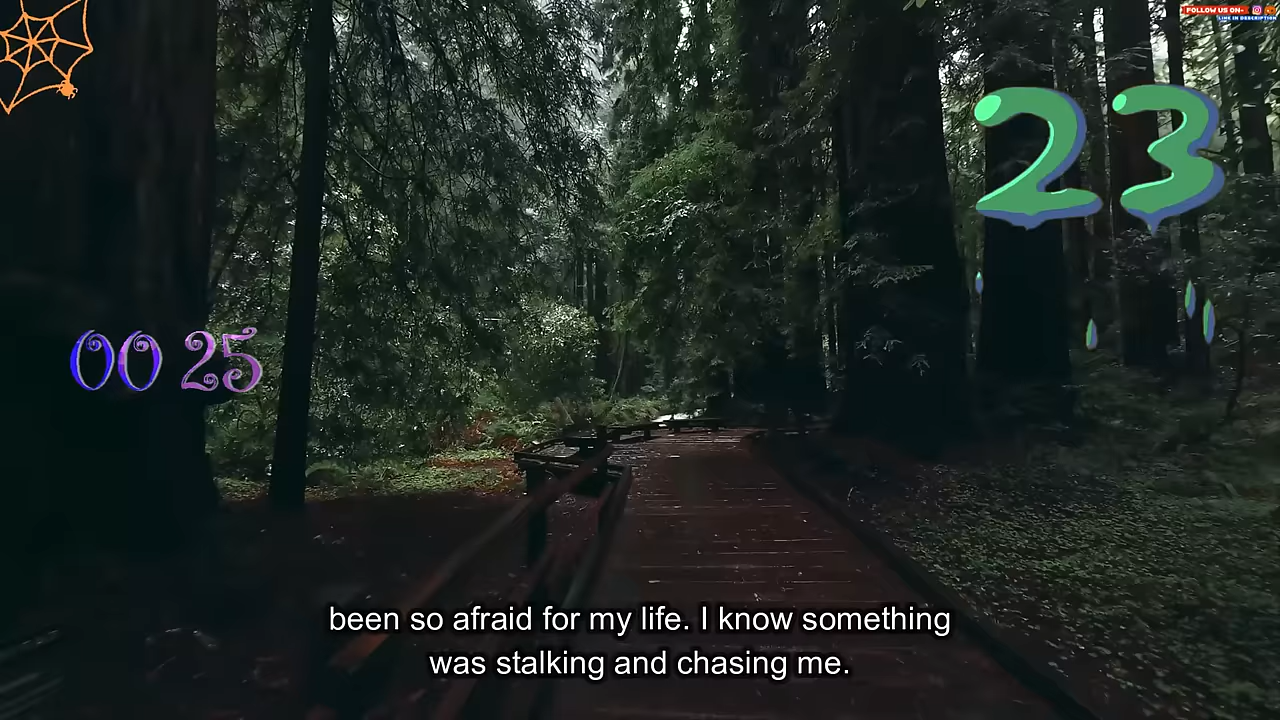 FOLLOW US ON-
LINK IN DESCRIPTION
23
00 25
been so afraid for my life. I know something
was stalking and chasing me.